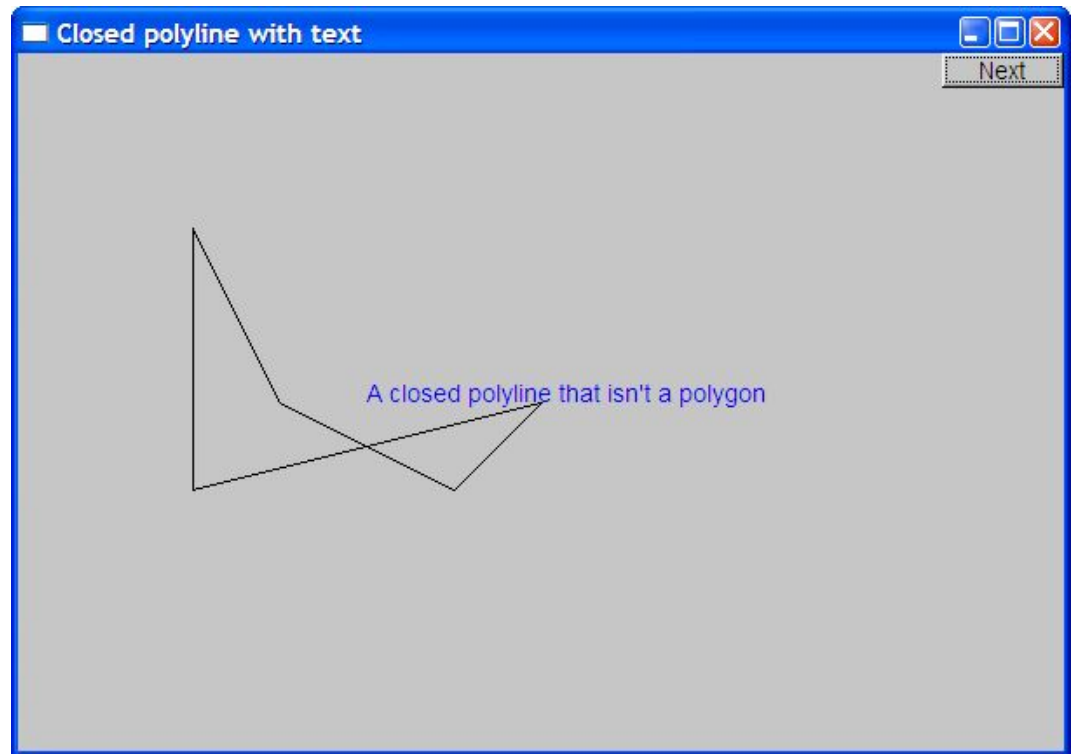 Closed polyline with text
Next
A closed polyline that isn't a polygon